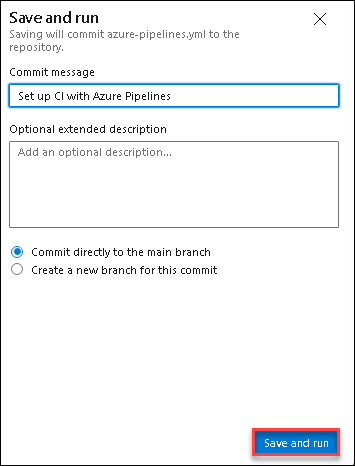 Save and run
Saving will commit azure-pipelines.yml to the
repository.
Commit message
Set up CI with Azure Pipelines
Optional extended description
Add an optional description...
Commit directly to the main branch
Create a new branch for this commit
Save and run